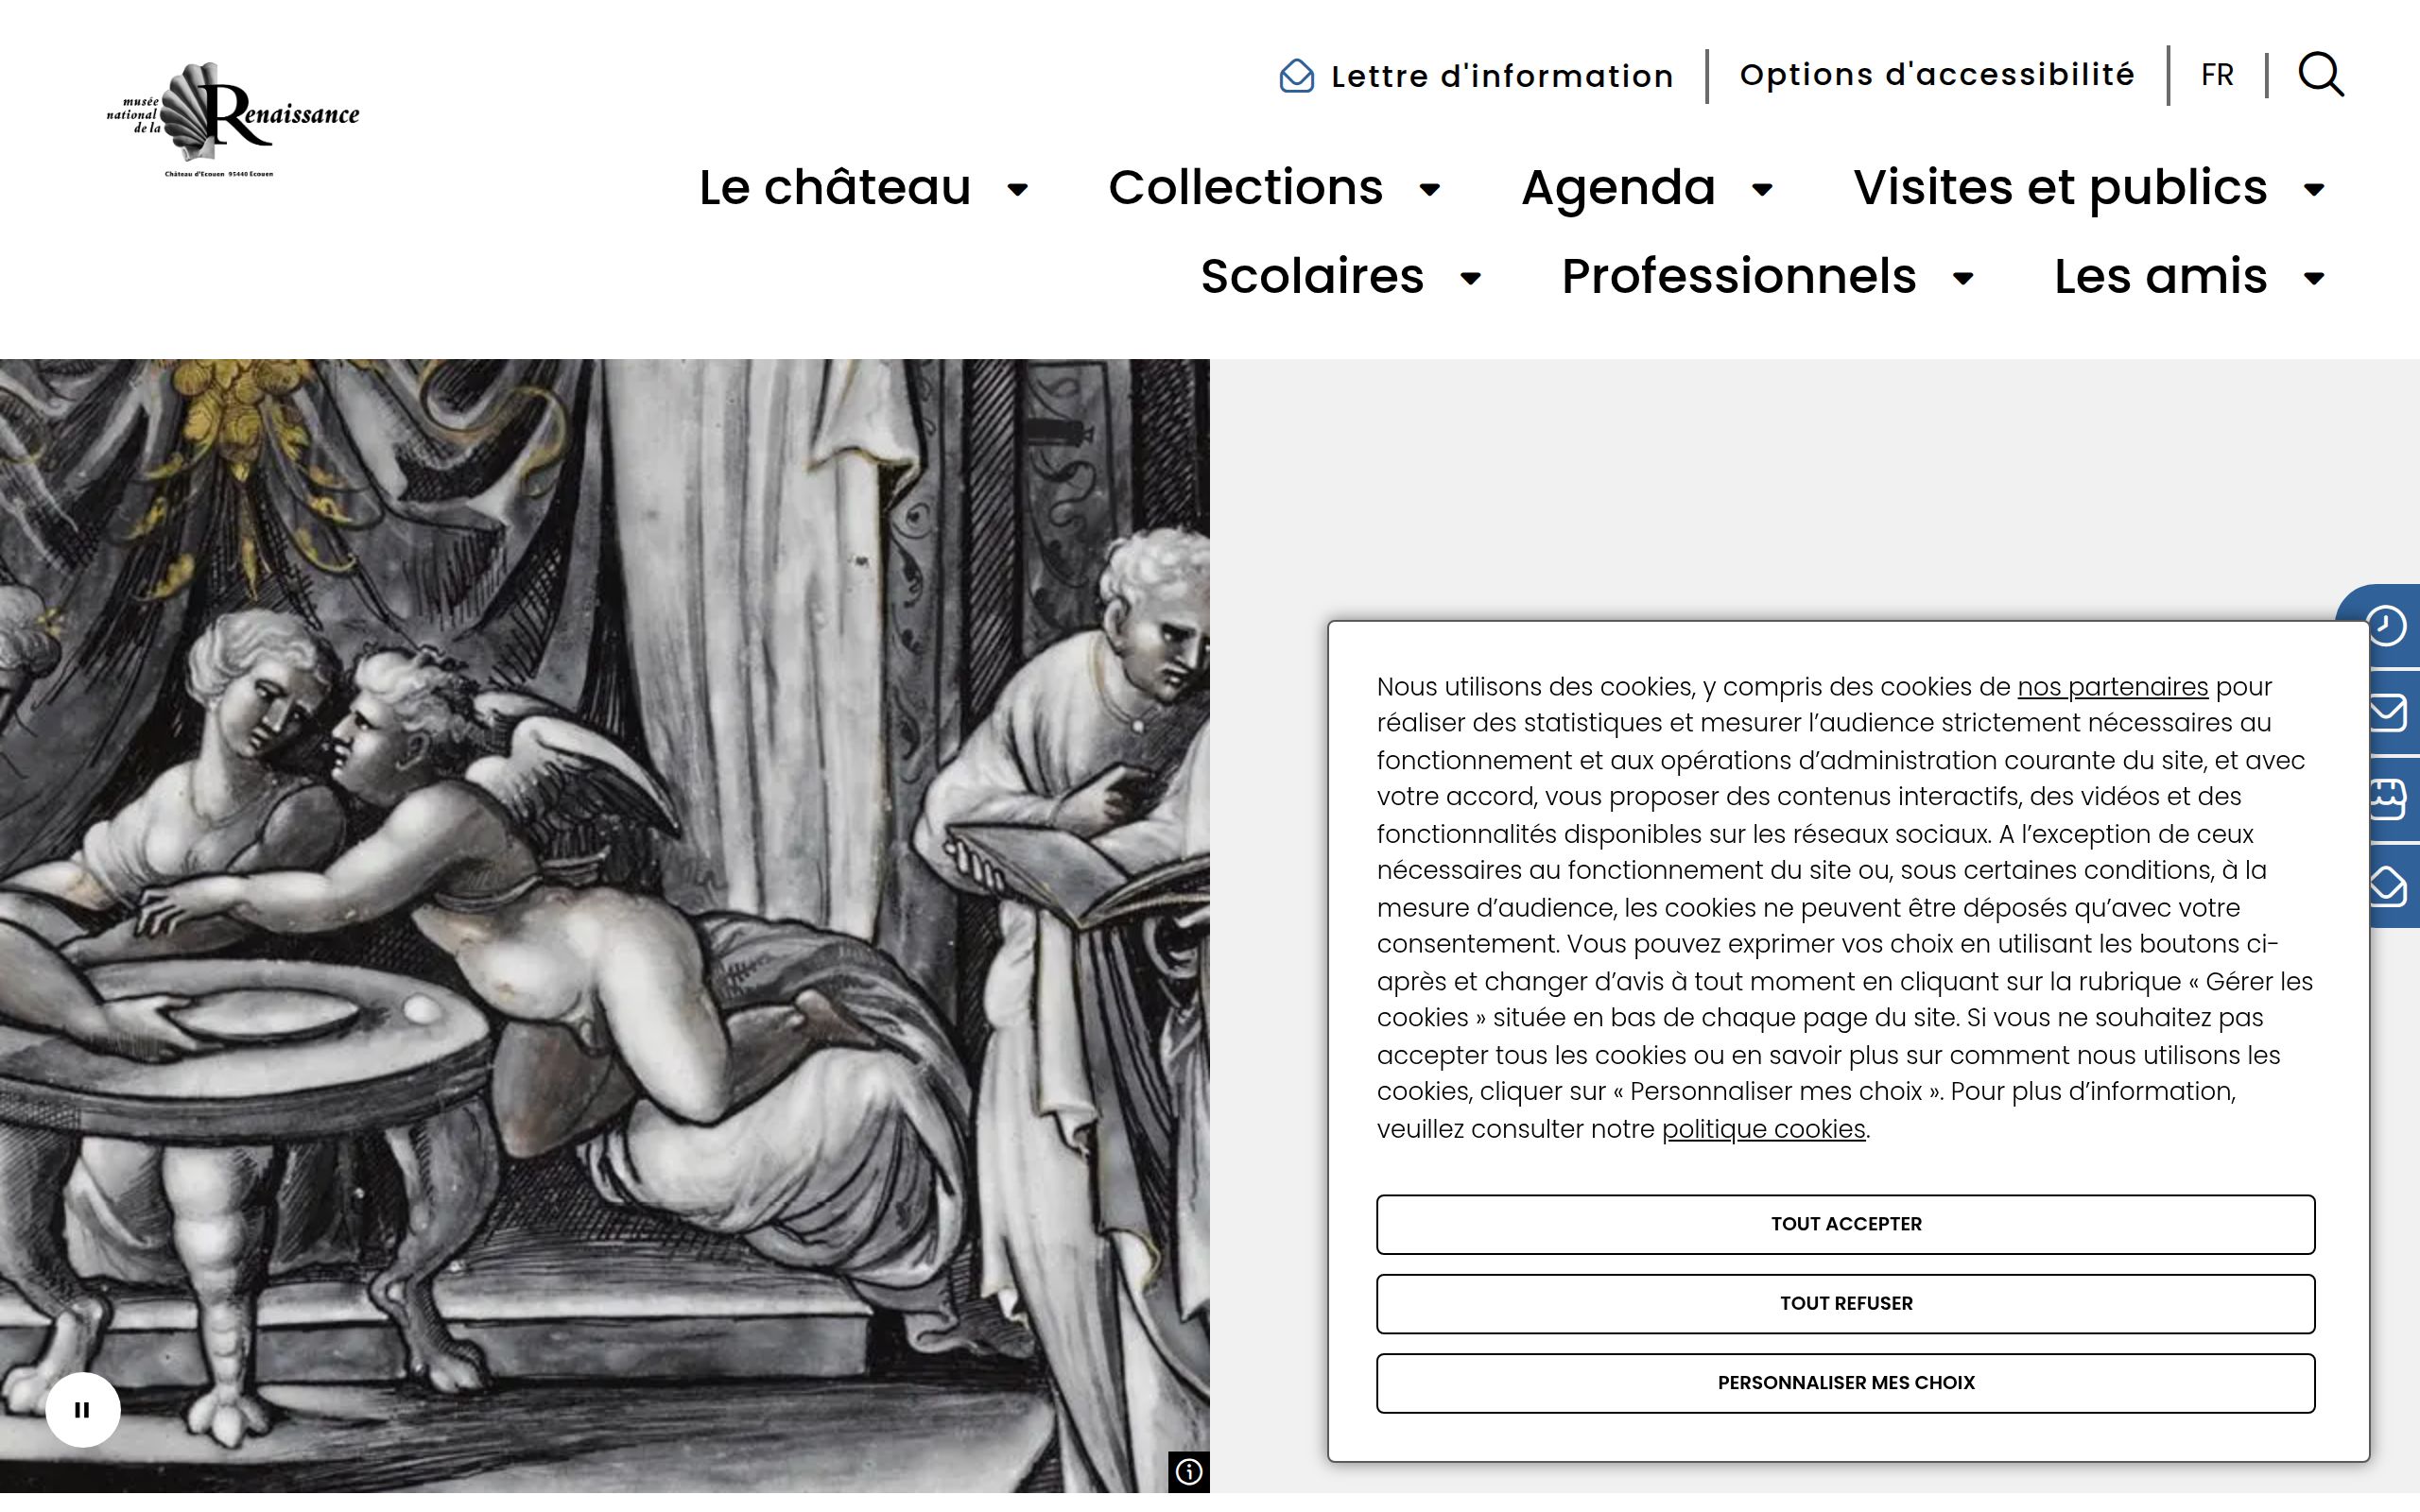 musée
national
de la
Renaissance
Château d'Ecouen 95440 Ecouen
Lettre d'information
Options d'accessibilité
FR
Le château
Collections
Agenda
Visites et publics
Scolaires
Professionnels
Les amis
Nous utilisons des cookies, y compris des cookies de nos partenaires pour
réaliser des statistiques et mesurer l’audience strictement nécessaires au
fonctionnement et aux opérations d’administration courante du site, et avec
votre accord, vous proposer des contenus interactifs, des vidéos et des
fonctionnalités disponibles sur les réseaux sociaux. A l’exception de ceux
nécessaires au fonctionnement du site ou, sous certaines conditions, à la
mesure d’audience, les cookies ne peuvent être déposés qu’avec votre
consentement. Vous pouvez exprimer vos choix en utilisant les boutons ci-
après et changer d’avis à tout moment en cliquant sur la rubrique « Gérer les
cookies » située en bas de chaque page du site. Si vous ne souhaitez pas
accepter tous les cookies ou en savoir plus sur comment nous utilisons les
cookies, cliquer sur « Personnaliser mes choix ». Pour plus d’information,
veuillez consulter notre politique cookies.
TOUT ACCEPTER
TOUT REFUSER
PERSONNALISER MES CHOIX